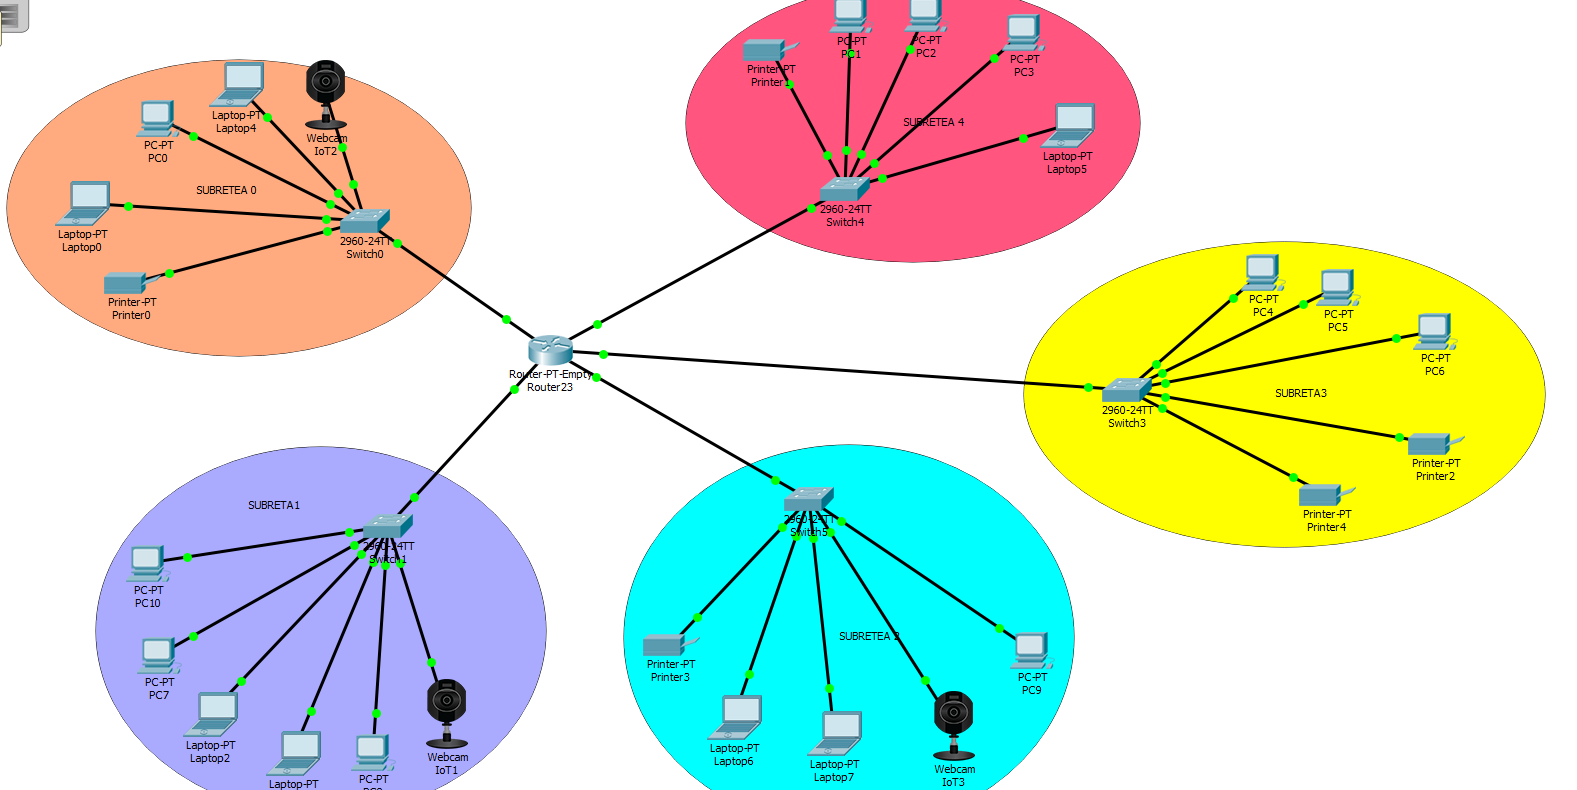 PC-PT
PC1
PC-PT
PC2
PC-PT
PC3
Printer-PT
Printer1
SUBRETEA 4
Laptop-PT
Laptop5
2960-24TT
Switch4
Laptop-PT
Laptop4
Webcam
IoT2
PC-PT
PC0
SUBRETEA 0
Laptop-PT
Laptop0
2960-24TT
Switch0
Printer-PT
Printer0
Router-PT-Empty
Router23
PC-PT
PC4
PC-PT
PC5
PC-PT
PC6
SUBRETA3
2960-24TT
Switch3
Printer-PT
Printer2
Printer-PT
Printer4
SUBRETA1
2960-24TT
Switch1
PC-PT
PC10
PC-PT
PC7
Laptop-PT
Laptop2
Laptop-PT
PC-PT
Webcam
IoT1
2960-24TT
Switch5
SUBRETEA 2
Printer-PT
Printer3
Laptop-PT
Laptop6
Laptop-PT
Laptop7
Webcam
IoT3
PC-PT
PC9